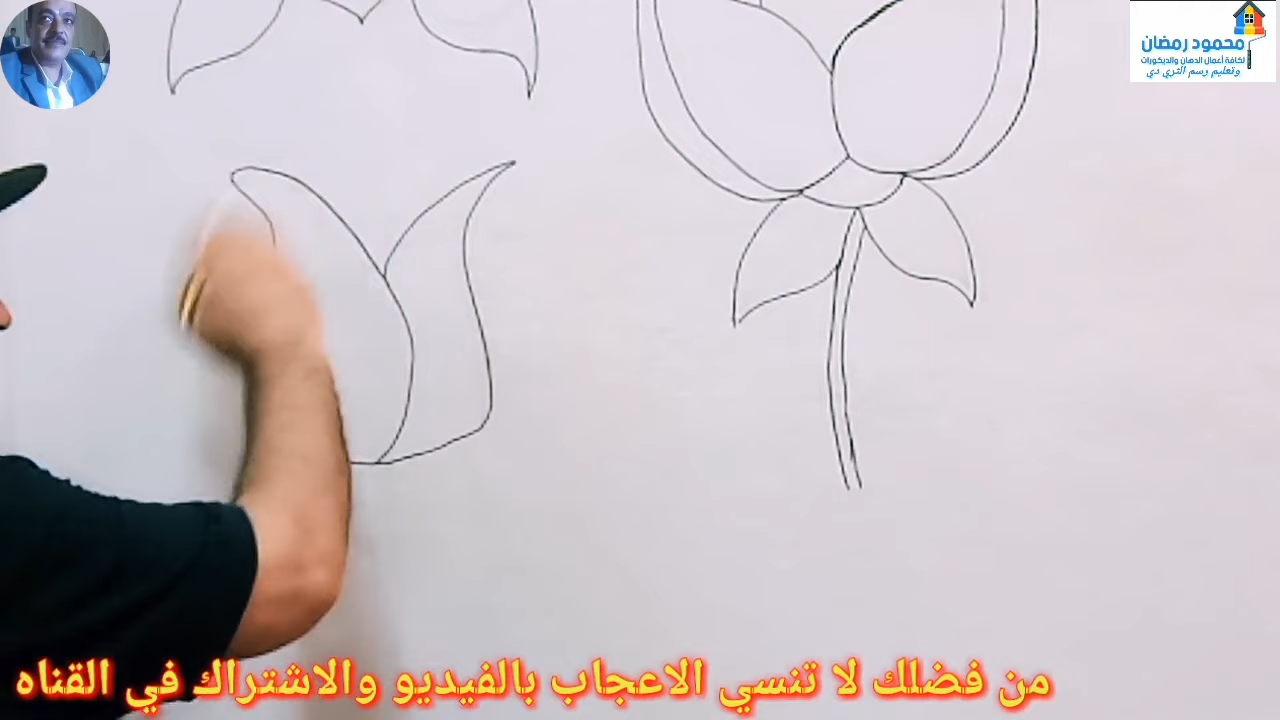 محمود رمضان
لكافة أعمال الدهان والديكورات
وتعليم رسم الثري دي
من فضلك لا تنسي الاعجاب بالفيديو والاشتراك في القناه